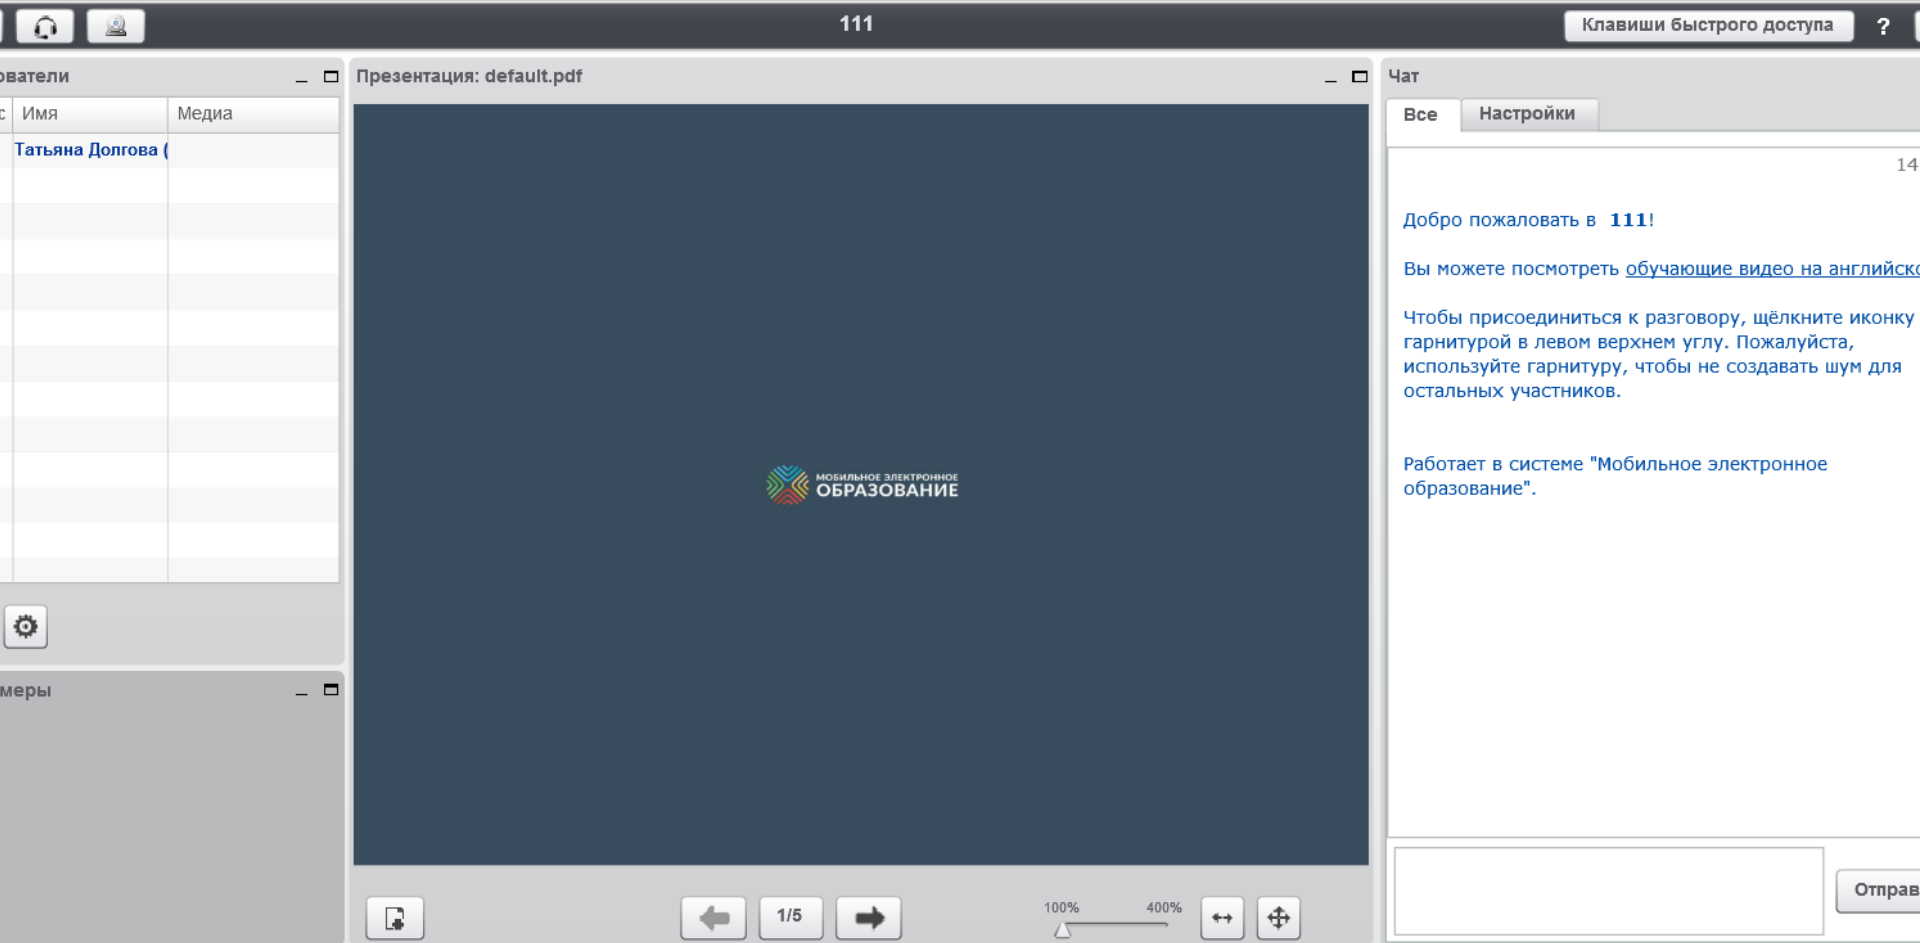 111
Клавиши быстрого доступа
?
ователи
Имя
Медиа
Татьяна Долгова (
Презентация: default.pdf
МОБИЛЬНОЕ ЭЛЕКТРОННОЕ
ОБРАЗОВАНИЕ
1/5
100%
400%
меры
Чат
Все
Настройки
14
Добро пожаловать в 111!
Вы можете посмотреть обучающие видео на английско
Чтобы присоединиться к разговору, щёлкните иконку
гарнитурой в левом верхнем углу. Пожалуйста,
используйте гарнитуру, чтобы не создавать шум для
остальных участников.
Работает в системе "Мобильное электронное
образование".
Отправ